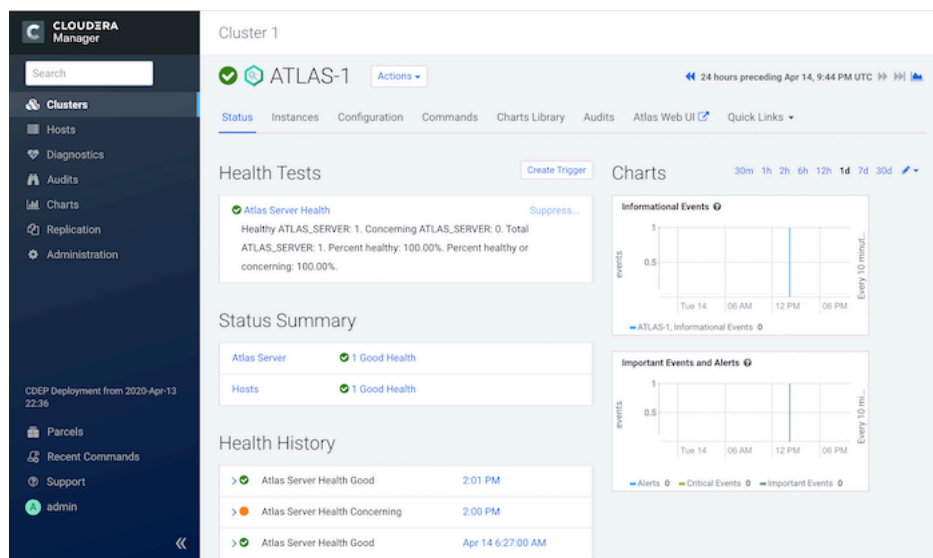 CLOUDERA
Manager
Search
Clusters
Hosts
Diagnostics
Audits
Charts
Replication
Administration
CDEP Deployment from 2020-Apr-13
22:36
Parcels
Recent Commands
Support
A admin
Cluster 1
ATLAS-1 Actions
24 hours preceding Apr 14, 9:44 PM UTC
Status Instances Configuration Commands Charts Library Audits Atlas Web UI Quick Links
Health Tests Create Trigger
Atlas Server Health Suppress...
Healthy ATLAS_SERVER: 1. Concerning ATLAS_SERVER: 0. Total
ATLAS_SERVER: 1. Percent healthy: 100.00%. Percent healthy or
concerning: 100.00%.
Status Summary
Atlas Server 1 Good Health
Hosts 1 Good Health
Health History
Atlas Server Health Good 2:01 PM
Atlas Server Health Concerning 2:00 PM
Atlas Server Health Good Apr 14 6:27:00 AM
Charts 30m 1h 2h 6h 12h 1d 7d 30d
Informational Events
events
1
0.5
Tue 14 06 AM 12 PM 06 PM
Every 10 minut...
ATLAS-1, Informational Events 0
Important Events and Alerts
events
1
0.5
Tue 14 06 AM 12 PM 06 PM
Every 10 mi...
Alerts 0 Critical Events 0 Important Events 0